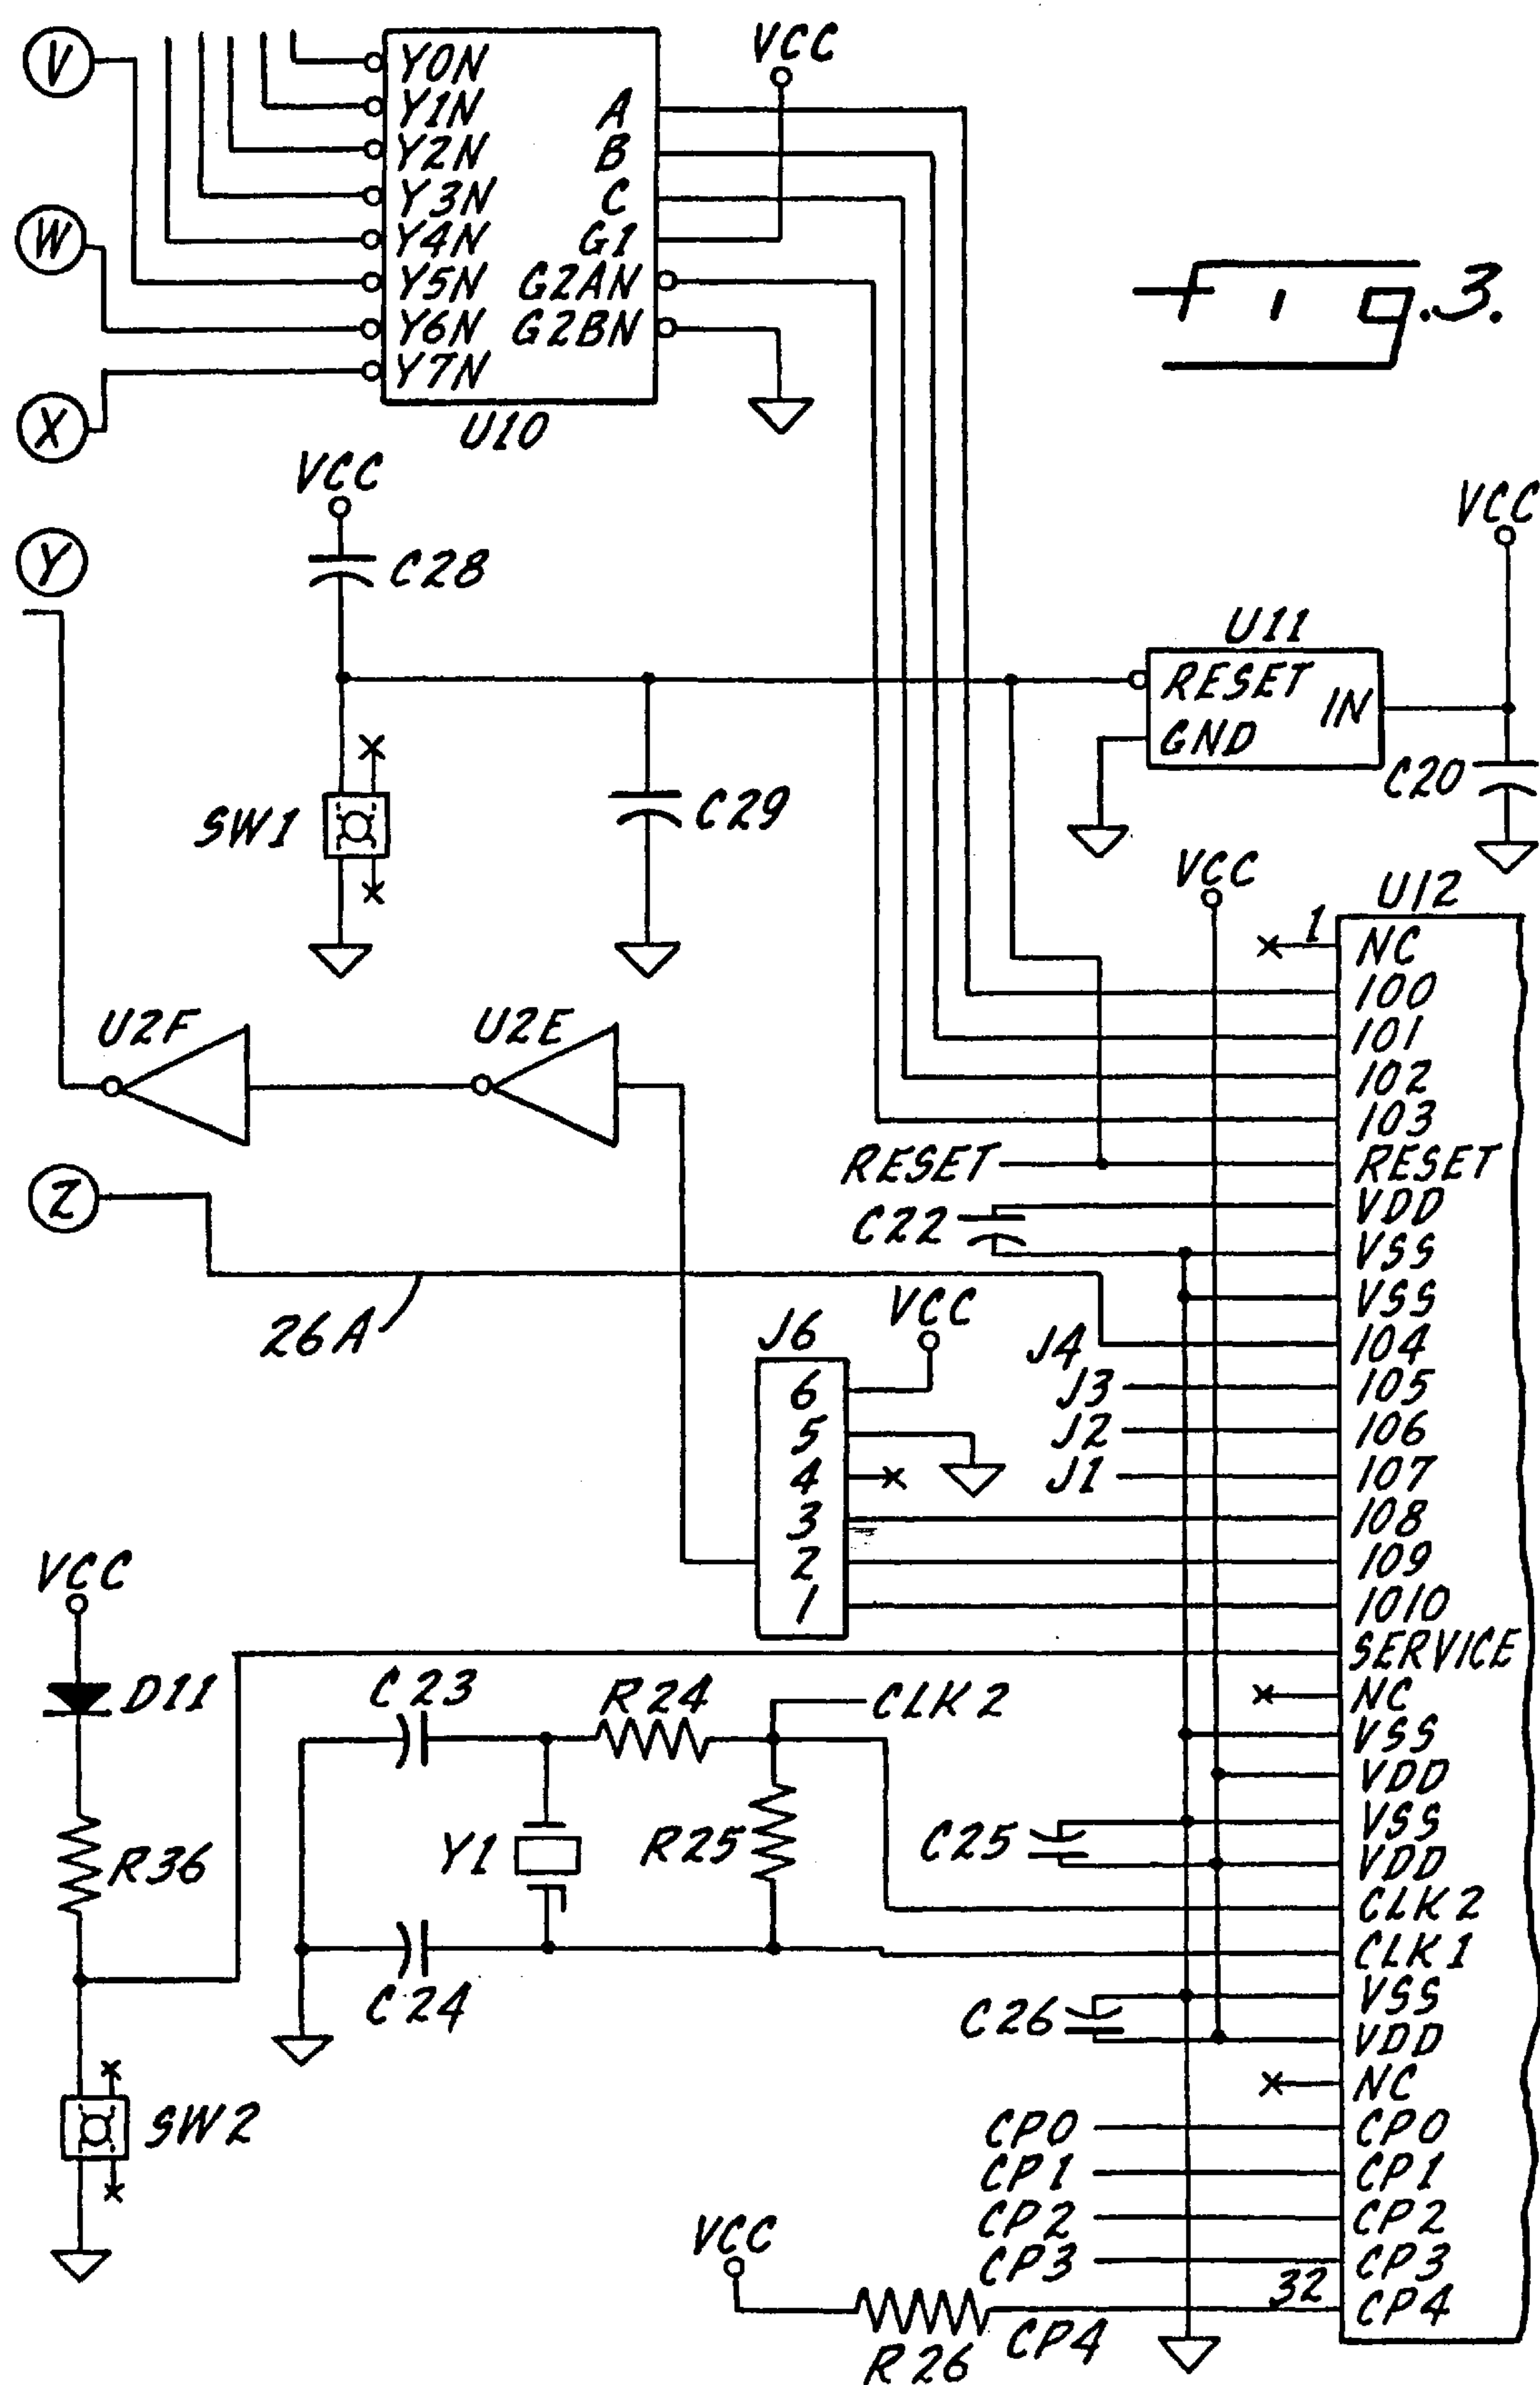 Fig.3.
V
W
X
Y
Z
Y0N
Y1N
Y2N
Y3N
Y4N
Y5N
Y6N
Y7N
A
B
C
G1
G2AN
G2BN
U10
VCC
VCC
C28
SW1
C29
U11
RESET
GND
IN
VCC
C20
U2F
U2E
26A
VCC
U12
1
NC
IO0
IO1
IO2
IO3
RESET
RESET
VDD
C22
VSS
VSS
J4
IO4
J3
IO5
J2
IO6
J1
IO7
IO8
IO9
IO10
SERVICE
NC
VSS
VDD
VSS
VDD
CLK2
CLK1
VSS
VDD
NC
CP0
CP0
CP1
CP1
CP2
CP2
CP3
CP3
32
CP4
CP4
J6
VCC
6
5
4
3
2
1
VCC
D11
R36
SW2
C23
R24
CLK2
Y1
R25
C24
C25
C26
VCC
R26